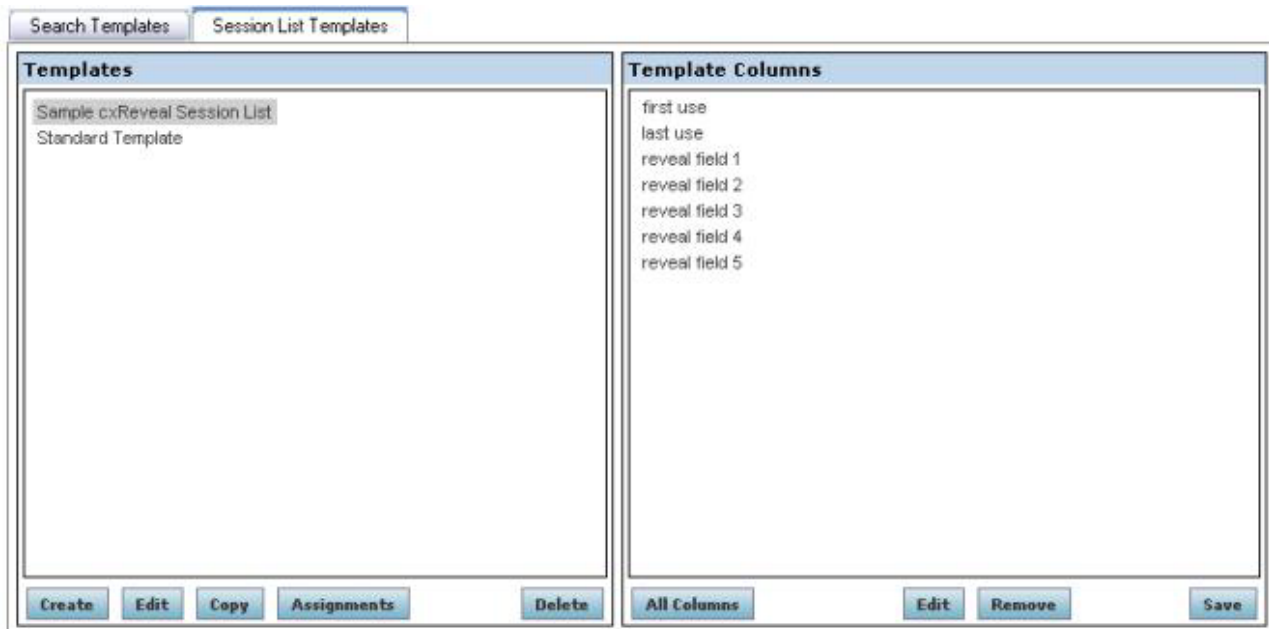 Search Templates
Session List Templates
Templates
Sample cxReveal Session List
Standard Template
Create
Edit
Copy
Assignments
Delete
Template Columns
first use
last use
reveal field 1
reveal field 2
reveal field 3
reveal field 4
reveal field 5
All Columns
Edit
Remove
Save